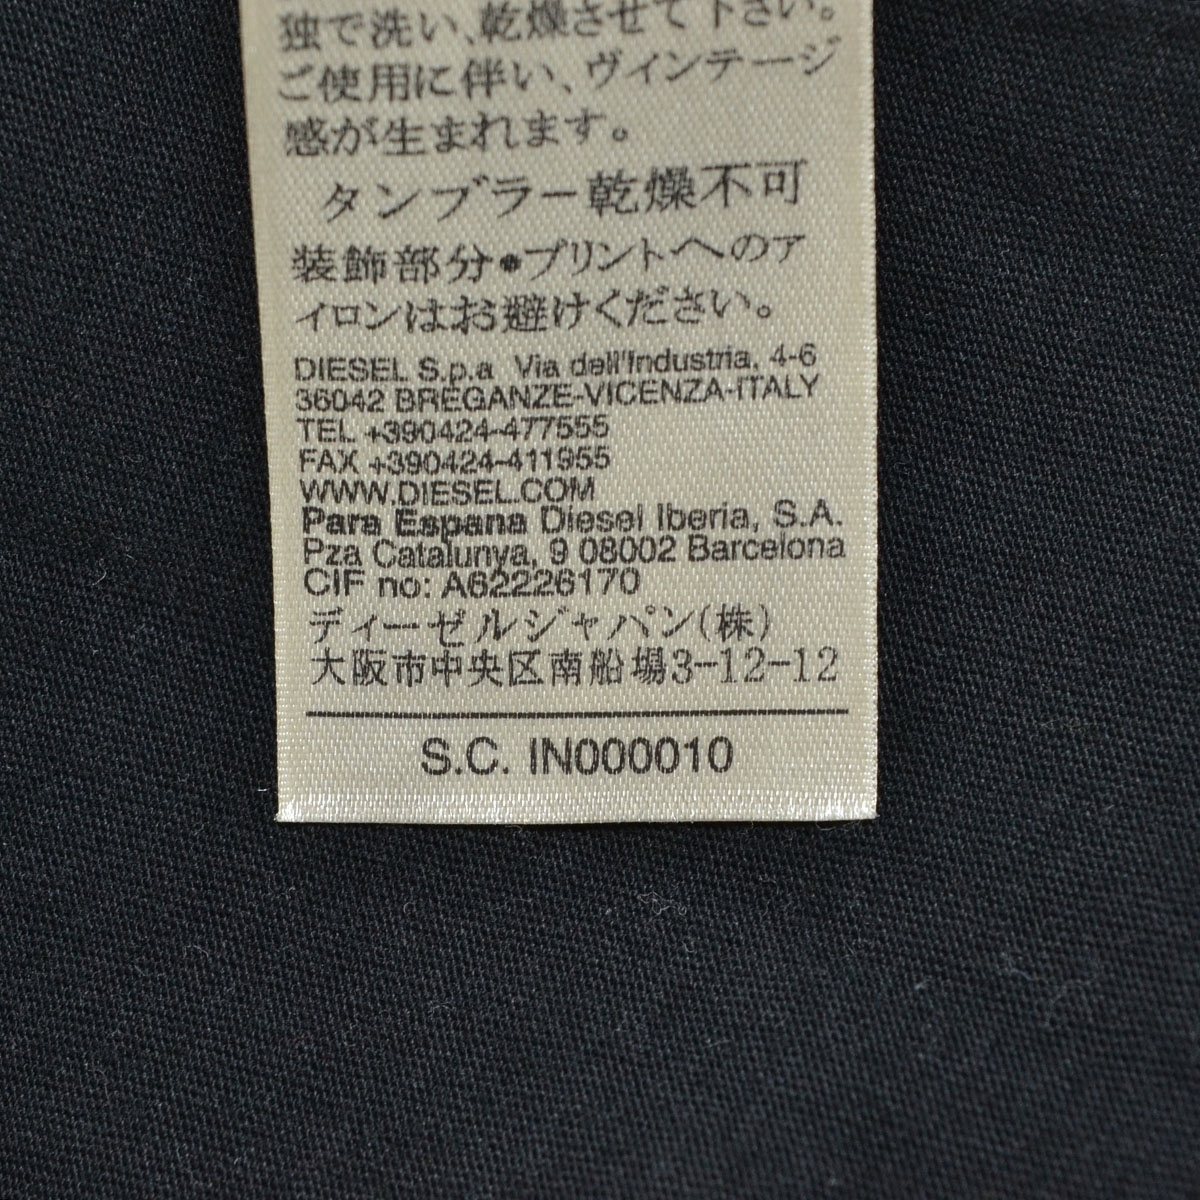 独で洗い、乾燥させて下さい。
ご使用に伴い、ヴィンテージ
感が生まれます。
タンブラー乾燥不可
装飾部分•プリントへのア
イロンはお避けください。
DIESEL S.p.a Via dell'Industria, 4-6
36042 BREGANZE-VICENZA-ITALY
TEL +390424-477555
FAX +390424-411955
WWW.DIESEL.COM
Para Espana Diesel Iberia, S.A.
Pza Catalunya, 9 08002 Barcelona
CIF no: A62226170
ディーゼルジャパン(株)
大阪市中央区南船場3-12-12
S.C. IN000010